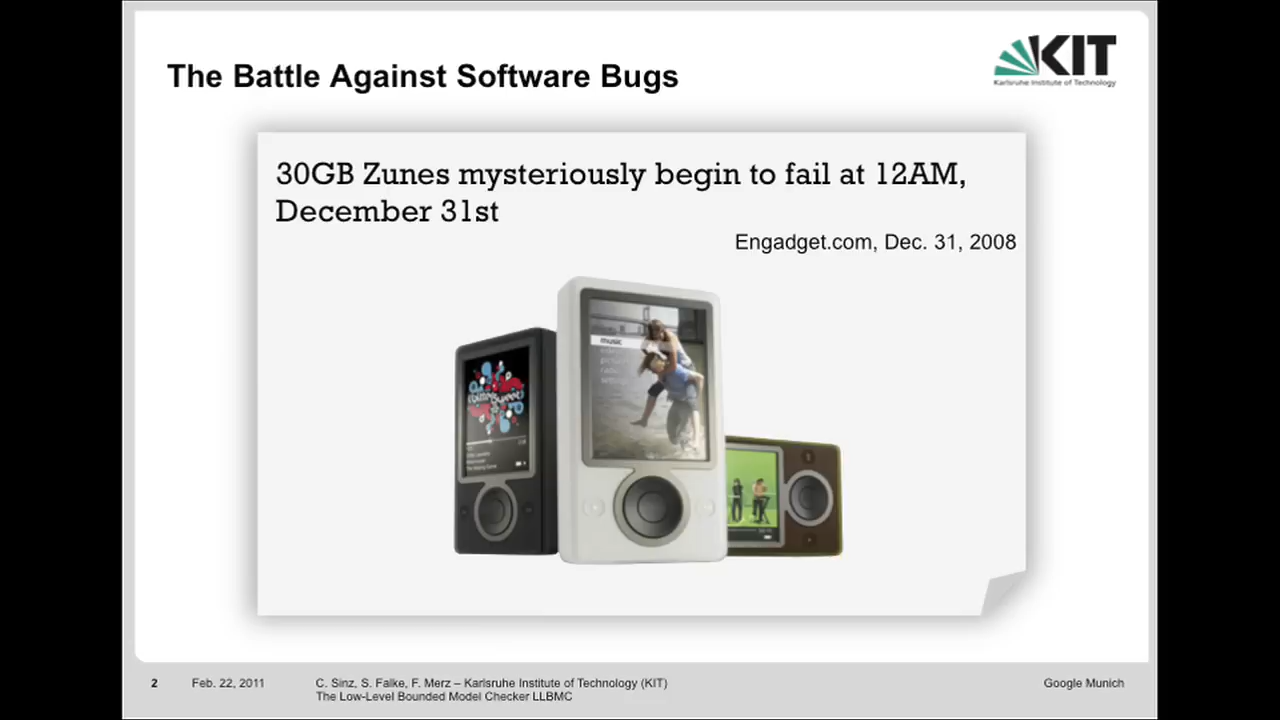 The Battle Against Software Bugs
KIT
Karlsruhe Institute of Technology
30GB Zunes mysteriously begin to fail at 12AM,
December 31st
Engadget.com, Dec. 31, 2008
music
2
Feb. 22, 2011
C. Sinz, S. Falke, F. Merz – Karlsruhe Institute of Technology (KIT)
The Low-Level Bounded Model Checker LLBMC
Google Munich